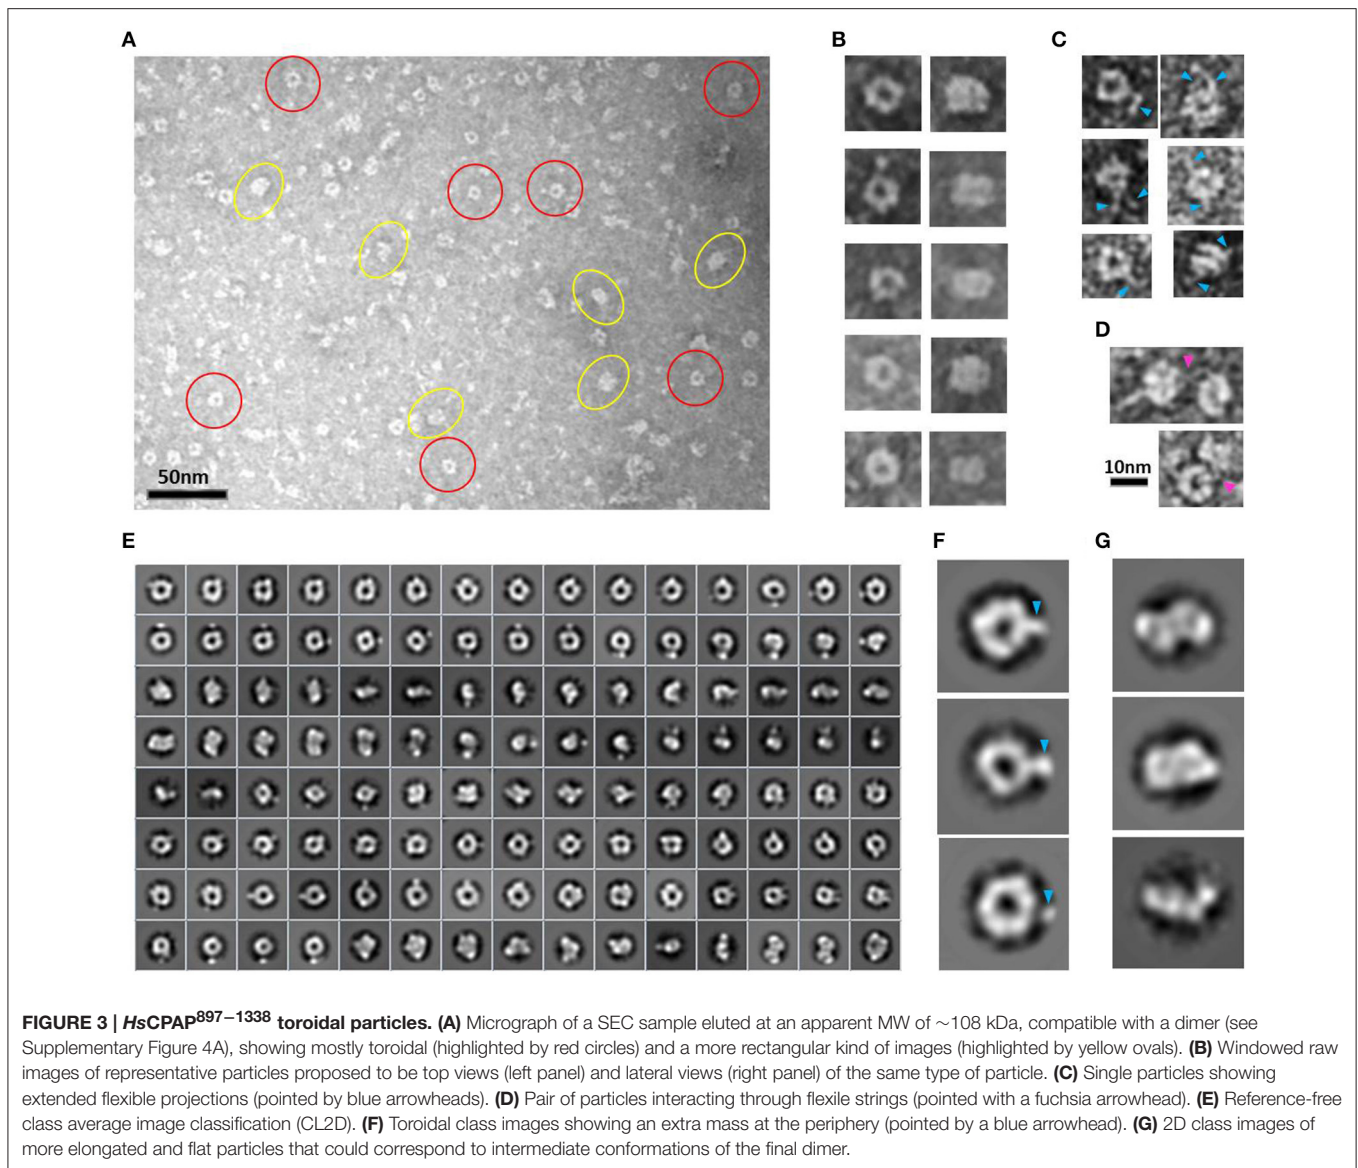 A
B
C
D
50nm
10nm
E
F
G
FIGURE 3 | HsCPAP897−1338 toroidal particles. (A) Micrograph of a SEC sample eluted at an apparent MW of ∼108 kDa, compatible with a dimer (see
Supplementary Figure 4A), showing mostly toroidal (highlighted by red circles) and a more rectangular kind of images (highlighted by yellow ovals). (B) Windowed raw
images of representative particles proposed to be top views (left panel) and lateral views (right panel) of the same type of particle. (C) Single particles showing
extended flexible projections (pointed by blue arrowheads). (D) Pair of particles interacting through flexile strings (pointed with a fuchsia arrowhead). (E) Reference-free
class average image classification (CL2D). (F) Toroidal class images showing an extra mass at the periphery (pointed by a blue arrowhead). (G) 2D class images of
more elongated and flat particles that could correspond to intermediate conformations of the final dimer.